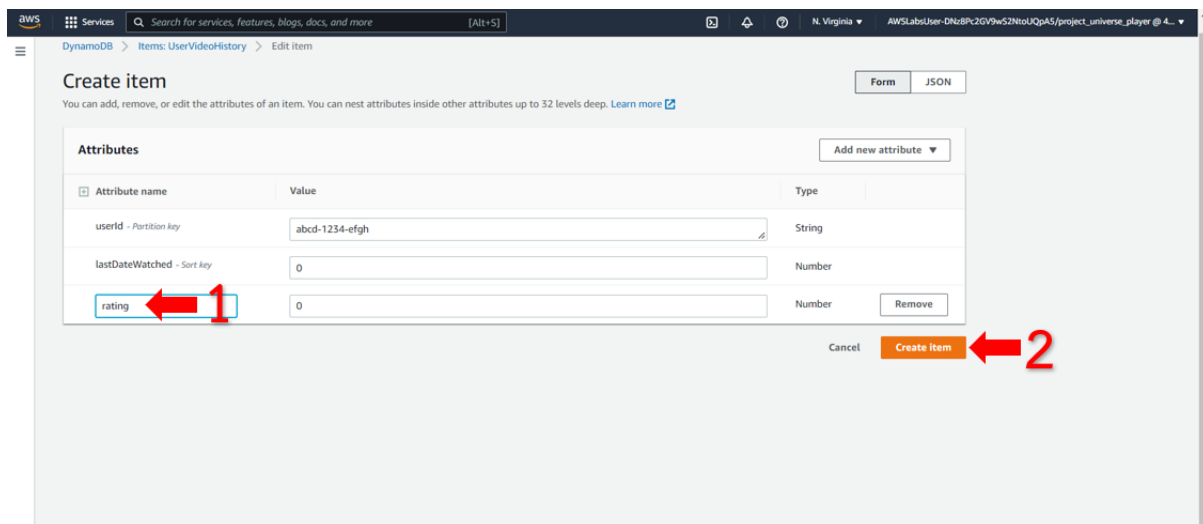 aws Services Search for services, features, blogs, docs, and more [Alt+S] N. Virginia ▼ AWSLabsUser-DNzBPc2GV9wS2NtoUQpA5/project_universe_player @ 4... ▼
DynamoDB > Items: UserVideoHistory > Edit item
Create item
Form JSON
You can add, remove, or edit the attributes of an item. You can nest attributes inside other attributes up to 32 levels deep. Learn more
Attributes Add new attribute ▼
Attribute name Value Type
userId - Partition key abcd-1234-efgh String
lastDateWatched - Sort key 0 Number
rating 1 0 Number Remove
Cancel Create item 2